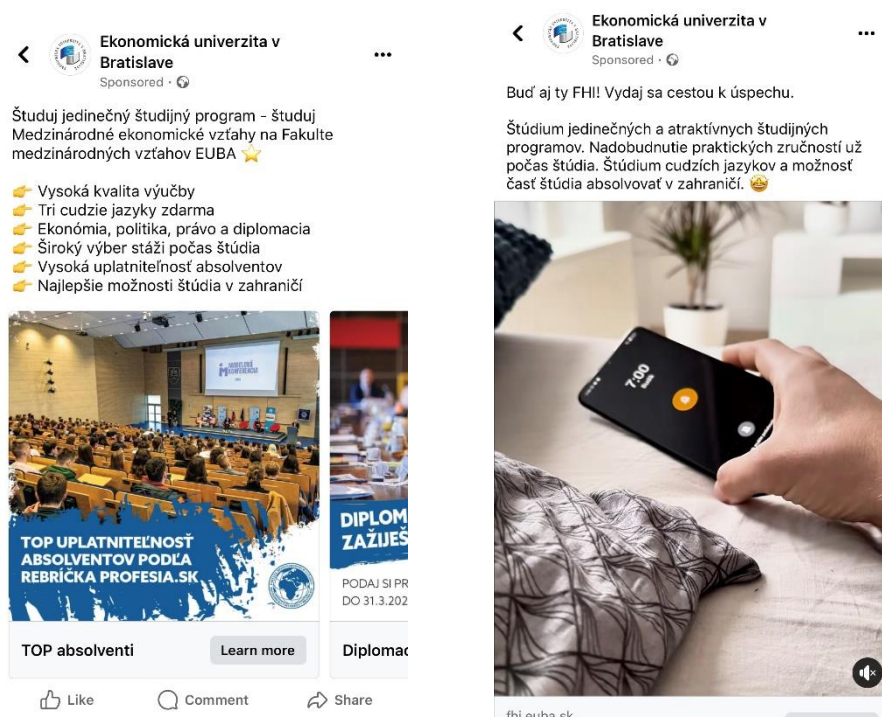 Ekonomická univerzita v
Bratislave
Sponsored ·
Študuj jedinečný študijný program - študuj
Medzinárodné ekonomické vzťahy na Fakulte
medzinárodných vzťahov EUBA ⭐
👉 Vysoká kvalita výučby
👉 Tri cudzie jazyky zdarma
👉 Ekonómia, politika, právo a diplomacia
👉 Široký výber stáži počas štúdia
👉 Vysoká uplatniteľnosť absolventov
👉 Najlepšie možnosti štúdia v zahraničí
MODELOVÁ
KONFERENCIA
TOP UPLATNITEĽNOSŤ
ABSOLVENTOV PODĽA
REBRÍČKA PROFESIA.SK
DIPLOM
ZAŽIJEŠ
PODAJ SI PR
DO 31.3.202
TOP absolventi
Learn more
Diplomac
Like
Comment
Share
Ekonomická univerzita v
Bratislave
Sponsored ·
Buď aj ty FHI! Vydaj sa cestou k úspechu.
Štúdium jedinečných a atraktívnych študijných
programov. Nadobudnutie praktických zručností už
počas štúdia. Štúdium cudzích jazykov a možnosť
časť štúdia absolvovať v zahraničí. 🤩
7:00
Budík
fhi.euba.sk